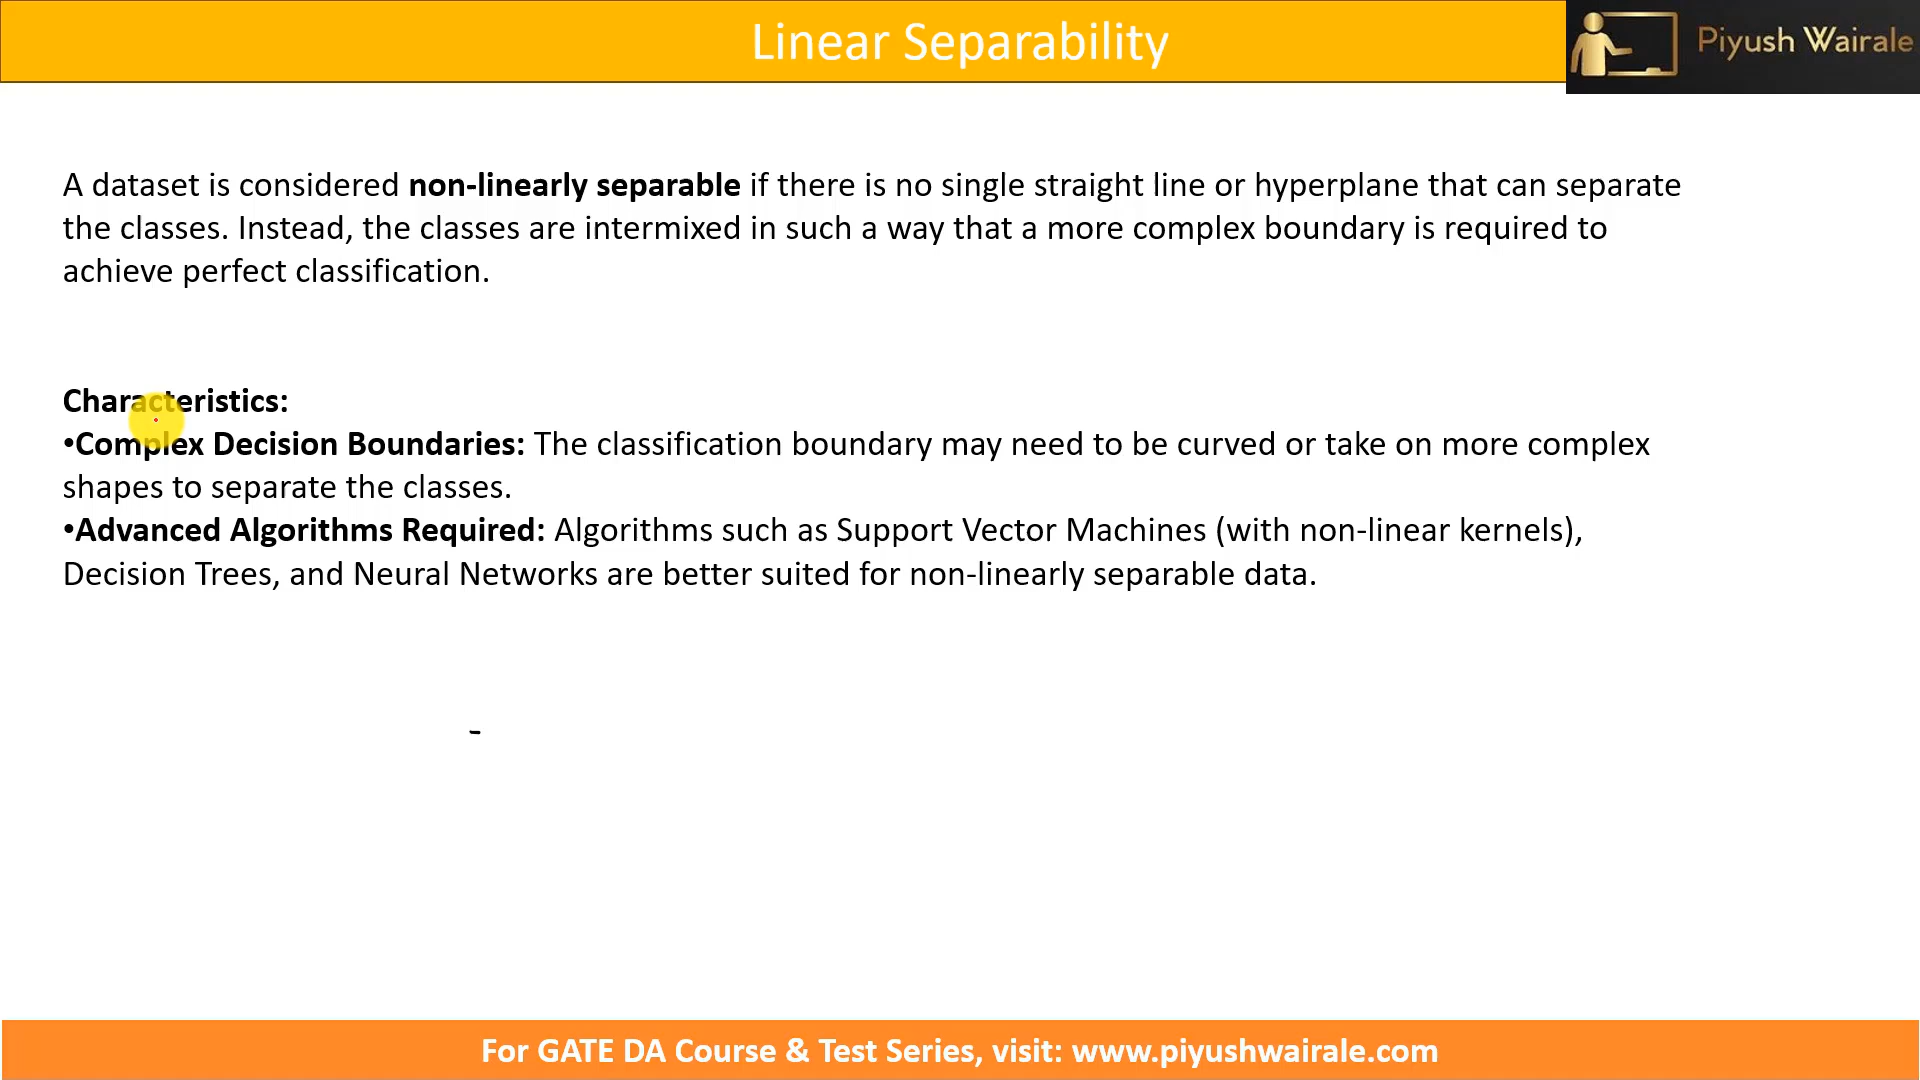 Linear Separability
Piyush Wairale
A dataset is considered non-linearly separable if there is no single straight line or hyperplane that can separate
the classes. Instead, the classes are intermixed in such a way that a more complex boundary is required to
achieve perfect classification.
Characteristics:
•Complex Decision Boundaries: The classification boundary may need to be curved or take on more complex
shapes to separate the classes.
•Advanced Algorithms Required: Algorithms such as Support Vector Machines (with non-linear kernels),
Decision Trees, and Neural Networks are better suited for non-linearly separable data.
-
For GATE DA Course & Test Series, visit: www.piyushwairale.com